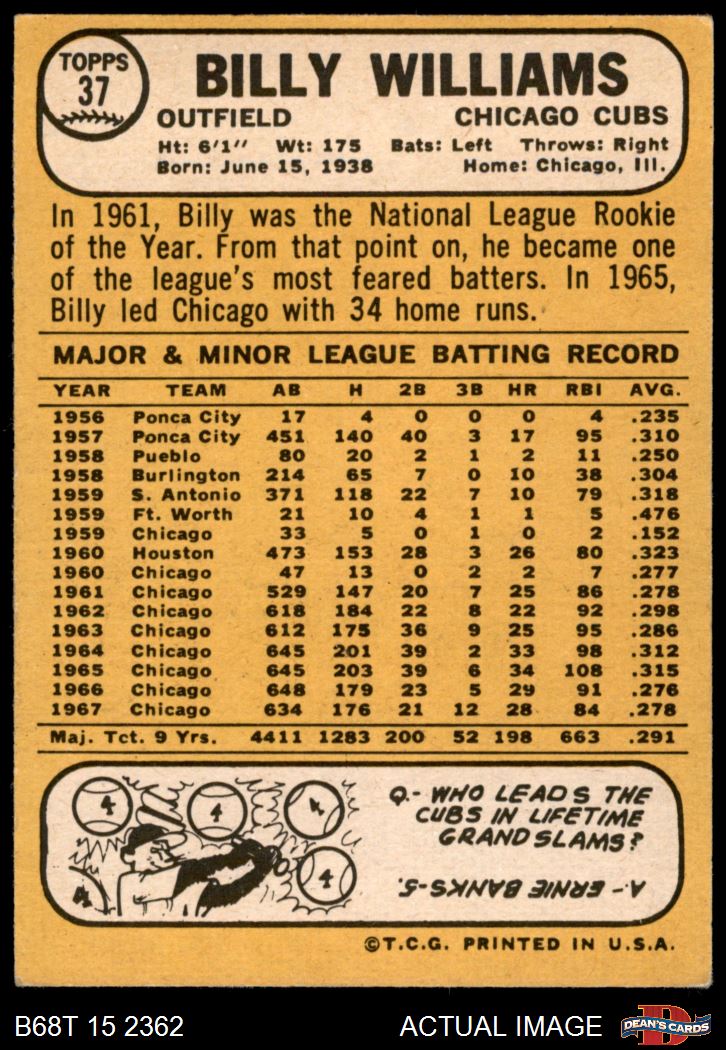 TOPPS
37
BILLY WILLIAMS
OUTFIELD CHICAGO CUBS
Ht: 6'1" Wt: 175 Bats: Left Throws: Right
Born: June 15, 1938 Home: Chicago, Ill.
In 1961, Billy was the National League Rookie
of the Year. From that point on, he became one
of the league's most feared batters. In 1965,
Billy led Chicago with 34 home runs.
MAJOR & MINOR LEAGUE BATTING RECORD
YEAR TEAM AB H 2B 3B HR RBI AVG.
1956 Ponca City 17 4 0 0 0 4 .235
1957 Ponca City 451 140 40 3 17 95 .310
1958 Pueblo 80 20 2 1 2 11 .250
1958 Burlington 214 65 7 0 10 38 .304
1959 S. Antonio 371 118 22 7 10 79 .318
1959 Ft. Worth 21 10 4 1 1 5 .476
1959 Chicago 33 5 0 1 0 2 .152
1960 Houston 473 153 28 3 26 80 .323
1960 Chicago 47 13 0 2 2 7 .277
1961 Chicago 529 147 20 7 25 86 .278
1962 Chicago 618 184 22 8 22 92 .298
1963 Chicago 612 175 36 9 25 95 .286
1964 Chicago 645 201 39 2 33 98 .312
1965 Chicago 645 203 39 6 34 108 .315
1966 Chicago 648 179 23 5 29 91 .276
1967 Chicago 634 176 21 12 28 84 .278
Maj. Tct. 9 Yrs. 4411 1283 200 52 198 663 .291
4 4 4
4 4
Q.- WHO LEADS THE
CUBS IN LIFETIME
GRAND SLAMS?
A.- ERNIE BANKS-5.
©T.C.G. PRINTED IN U.S.A.
B68T 15 2362 ACTUAL IMAGE
D
DEAN'S CARDS